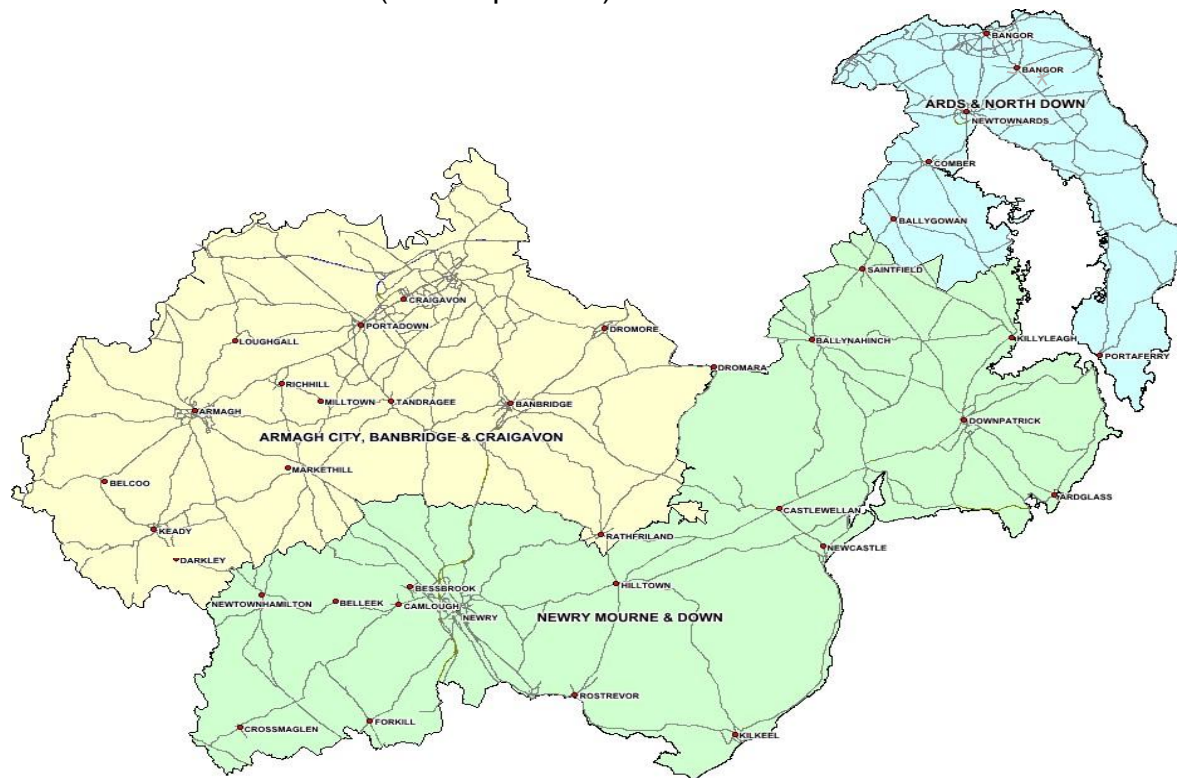 BANGOR
BANGOR
ARDS & NORTH DOWN
NEWTOWNARDS
COMBER
BALLYGOWAN
SAINTFIELD
CRAIGAVON
PORTADOWN
DROMORE
LOUGHGALL
BALLYNAHINCH
KILLYLEAGH
PORTAFERRY
DROMARA
RICHHILL
MILLTOWN
TANDRAGEE
BANBRIDGE
ARMAGH
DOWNPATRICK
ARMAGH CITY, BANBRIDGE & CRAIGAVON
MARKETHILL
BELCOO
ARDGLASS
CASTLEWELLAN
KEADY
RATHFRILAND
NEWCASTLE
DARKLEY
HILLTOWN
BESSBROOK
NEWTOWNHAMILTON
BELLEEK
CAMLOUGH
NEWRY
NEWRY MOURNE & DOWN
ROSTREVOR
FORKILL
CROSSMAGLEN
KILKEEL